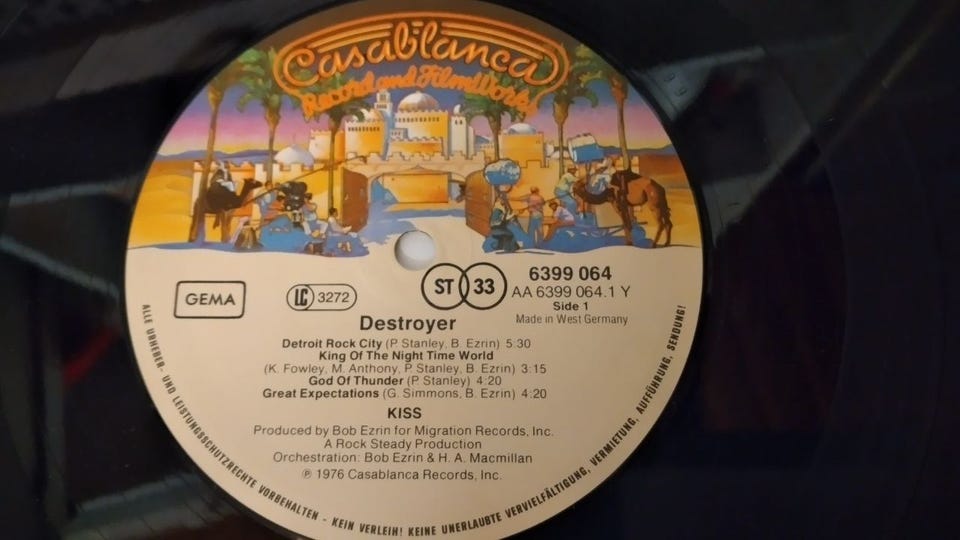 Casablanca
Record and FilmWorks
GEMA
LC 3272
ST 33
6399 064
AA 6399 064.1 Y
Side 1
Made in West Germany
Destroyer
Detroit Rock City (P. Stanley, B. Ezrin) 5:30
King Of The Night Time World
(K. Fowley, M. Anthony, P. Stanley, B. Ezrin) 3:15
God Of Thunder (P. Stanley) 4:20
Great Expectations (G. Simmons, B. Ezrin) 4:20
KISS
Produced by Bob Ezrin for Migration Records, Inc.
A Rock Steady Production
Orchestration: Bob Ezrin & H. A. Macmillan
℗ 1976 Casablanca Records, Inc.
ALLE URHEBER- UND LEISTUNGSSCHUTZRECHTE VORBEHALTEN - KEIN VERLEIH! KEINE UNERLAUBTE VERVIELFÄLTIGUNG, VERMIETUNG, AUFFÜHRUNG, SENDUNG!